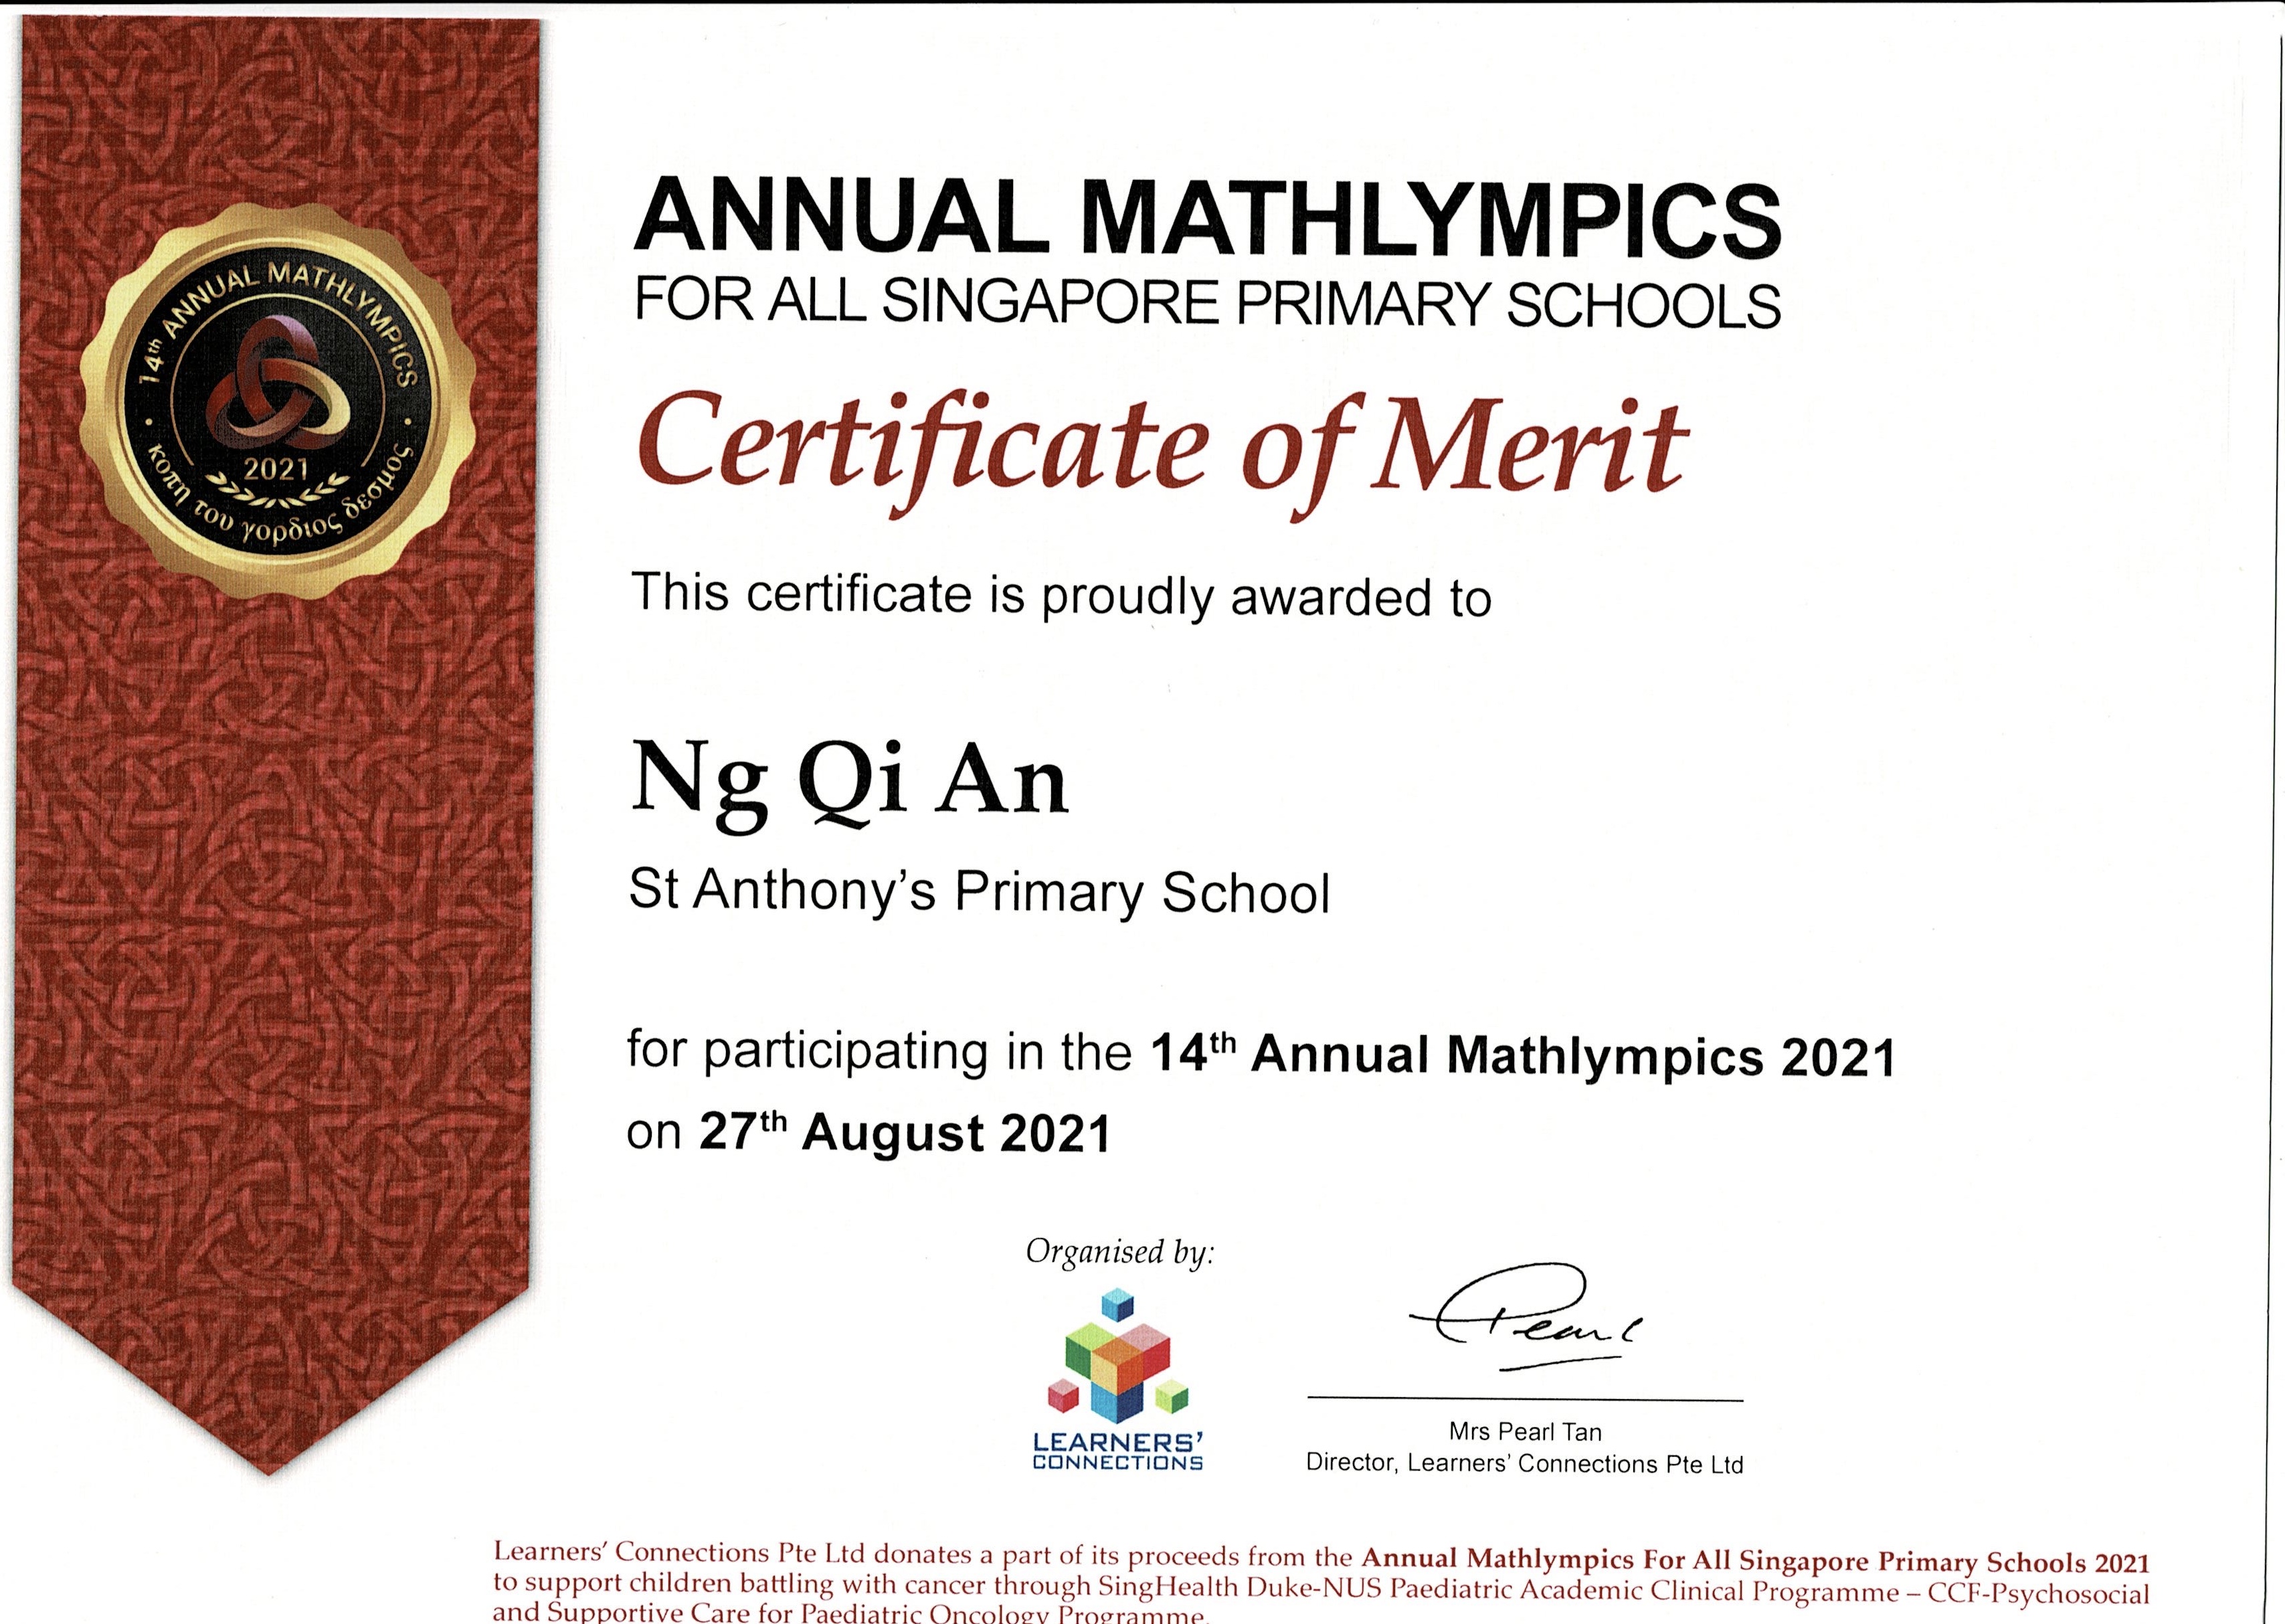 14th ANNUAL MATHLYMPICS
2021
κοπη του γορδιος δεσμος
ANNUAL MATHLYMPICS
FOR ALL SINGAPORE PRIMARY SCHOOLS
Certificate of Merit
This certificate is proudly awarded to
Ng Qi An
St Anthony’s Primary School
for participating in the 14th Annual Mathlympics 2021
on 27th August 2021
Organised by:
LEARNERS’
CONNECTIONS
Pearl
Mrs Pearl Tan
Director, Learners’ Connections Pte Ltd
Learners’ Connections Pte Ltd donates a part of its proceeds from the Annual Mathlympics For All Singapore Primary Schools 2021
to support children battling with cancer through SingHealth Duke-NUS Paediatric Academic Clinical Programme – CCF-Psychosocial
and Supportive Care for Paediatric Oncology Programme.